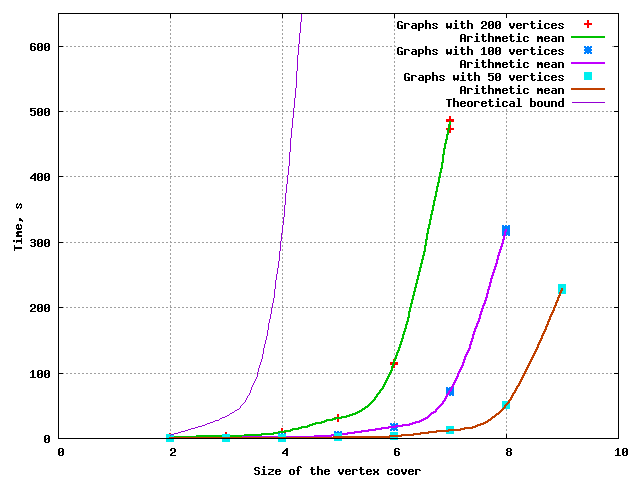 Graphs with 200 vertices
Arithmetic mean
Graphs with 100 vertices
Arithmetic mean
Graphs with 50 vertices
Arithmetic mean
Theoretical bound
600
500
400
300
200
100
0
Time, s
0 2 4 6 8 10
Size of the vertex cover